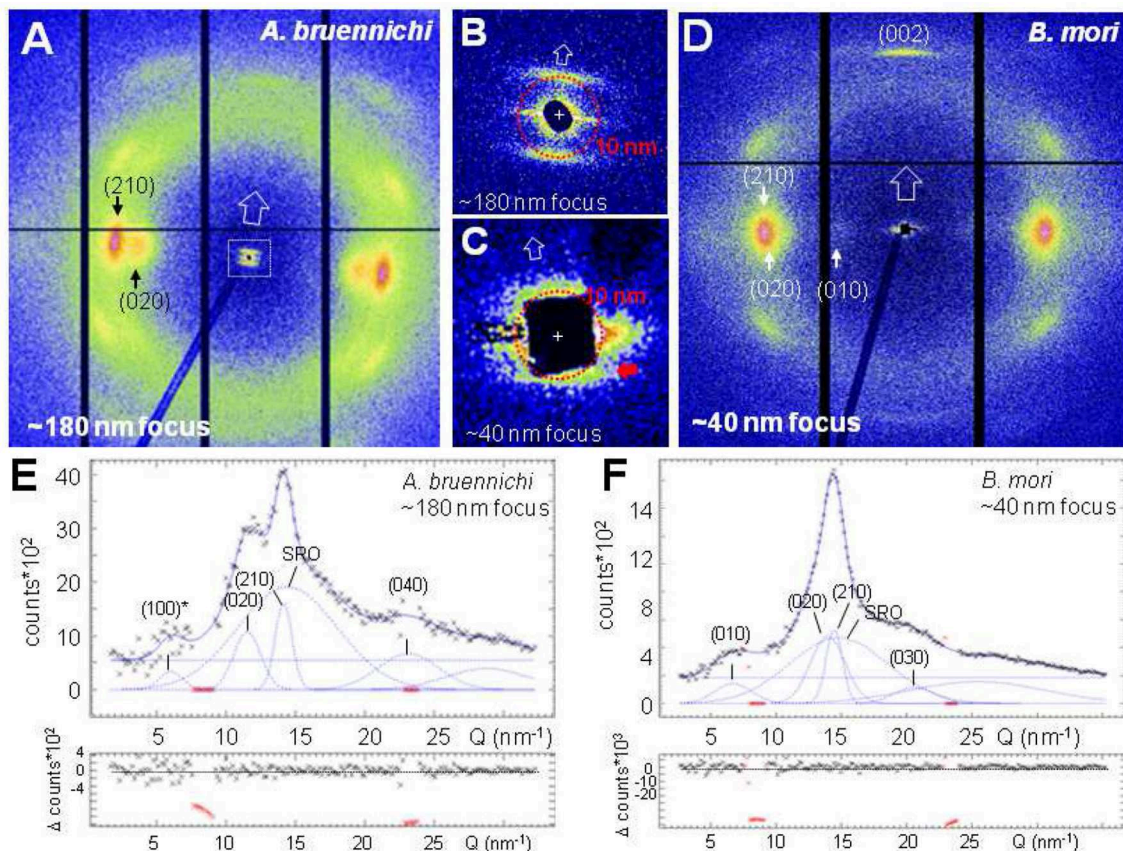 A
A. bruennichi
(210)
(020)
~180 nm focus
B
10 nm
~180 nm focus
C
10 nm
~40 nm focus
D
B. mori
(002)
(210)
(020)
(010)
~40 nm focus
E
A. bruennichi
~180 nm focus
counts*10²
40
30
20
10
0
(100)*
(210)
(020)
SRO
(040)
5 10 15 20 25 Q (nm⁻¹)
Δ counts*10²
4
0
-4
5 10 15 20 25 Q (nm⁻¹)
F
B. mori
~40 nm focus
counts*10²
14
12
8
6
4
2
0
(010)
(020)
(210)
SRO
(030)
5 10 15 20 25 Q (nm⁻¹)
Δ counts*10³
0
-10
-20
5 10 15 20 25 Q (nm⁻¹)